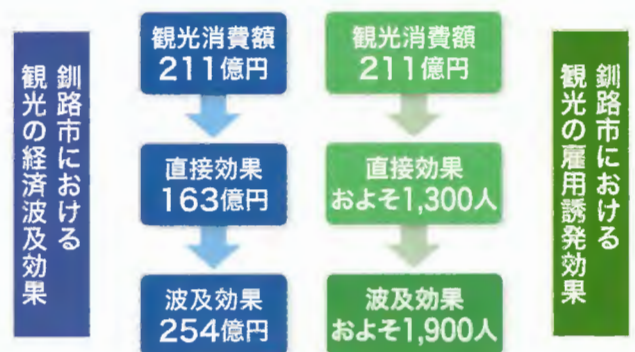 釧路市における
観光の経済波及効果
観光消費額
211億円
直接効果
163億円
波及効果
254億円
観光消費額
211億円
直接効果
およそ1,300人
波及効果
およそ1,900人
釧路市における
観光の雇用誘発効果